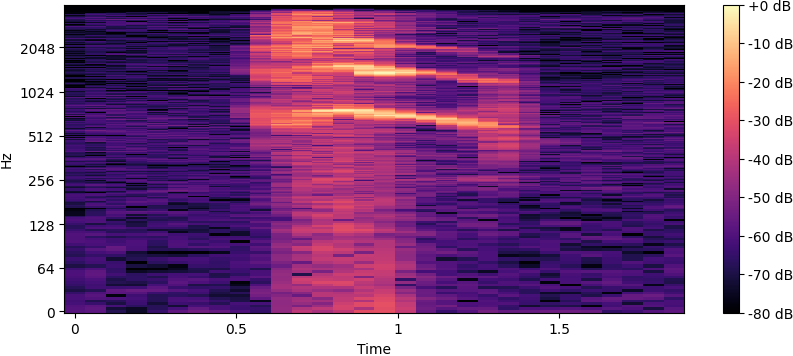 +0 dB
2048
-10 dB
-20 dB
1024
-30 dB
512
Hz
-40 dB
256
-50 dB
128
-60 dB
64
-70 dB
0
-80 dB
0 0.5 1 1.5
Time